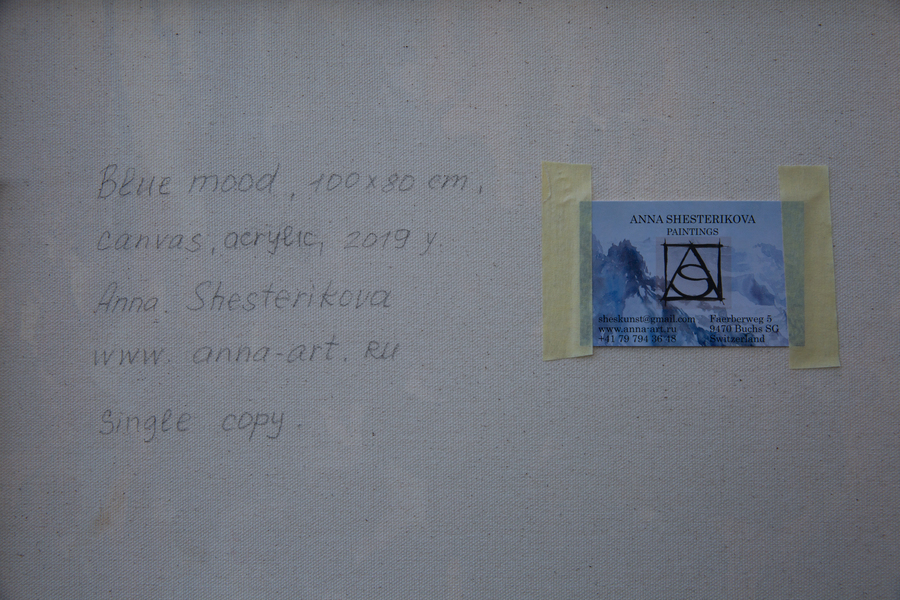 Blue mood, 100x80 cm,
canvas, acrylic, 2019 y.
Anna. Shesterikova
www. anna-art. RU
Single copy.
ANNA SHESTERIKOVA
PAINTINGS
sheskunst@gmail.com
www.anna-art.ru
+41 79 794 36 48
Faerberweg 5
9470 Buchs SG
Switzerland